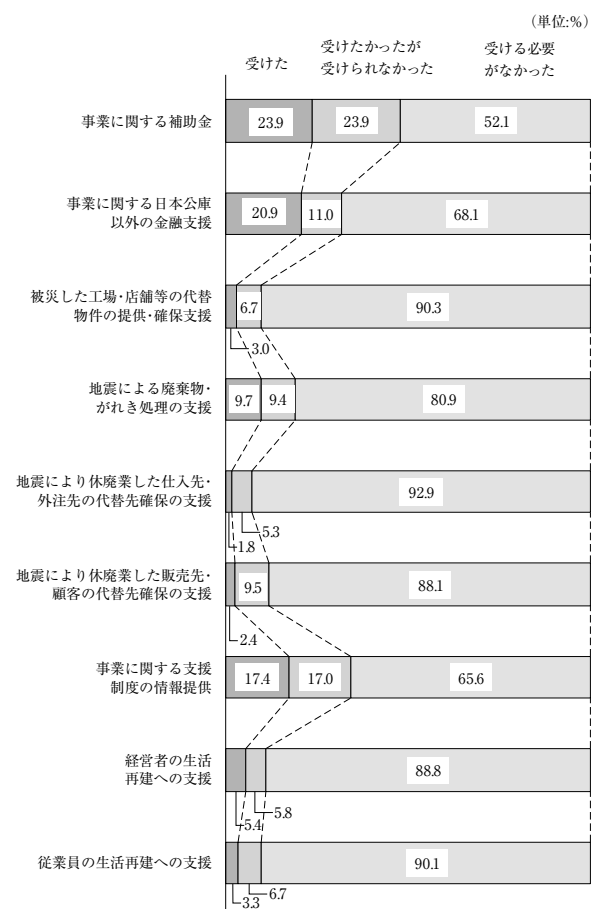 （単位:%）
受けた
受けたかったが
受けられなかった
受ける必要
がなかった
事業に関する補助金
23.9
23.9
52.1
事業に関する日本公庫
以外の金融支援
20.9
11.0
68.1
被災した工場・店舗等の代替
物件の提供・確保支援
6.7
90.3
3.0
地震による廃棄物・
がれき処理の支援
9.7
9.4
80.9
地震により休廃業した仕入先・
外注先の代替先確保の支援
92.9
5.3
1.8
地震により休廃業した販売先・
顧客の代替先確保の支援
9.5
88.1
2.4
事業に関する支援
制度の情報提供
17.4
17.0
65.6
経営者の生活
再建への支援
88.8
5.8
5.4
従業員の生活再建への支援
90.1
6.7
3.3